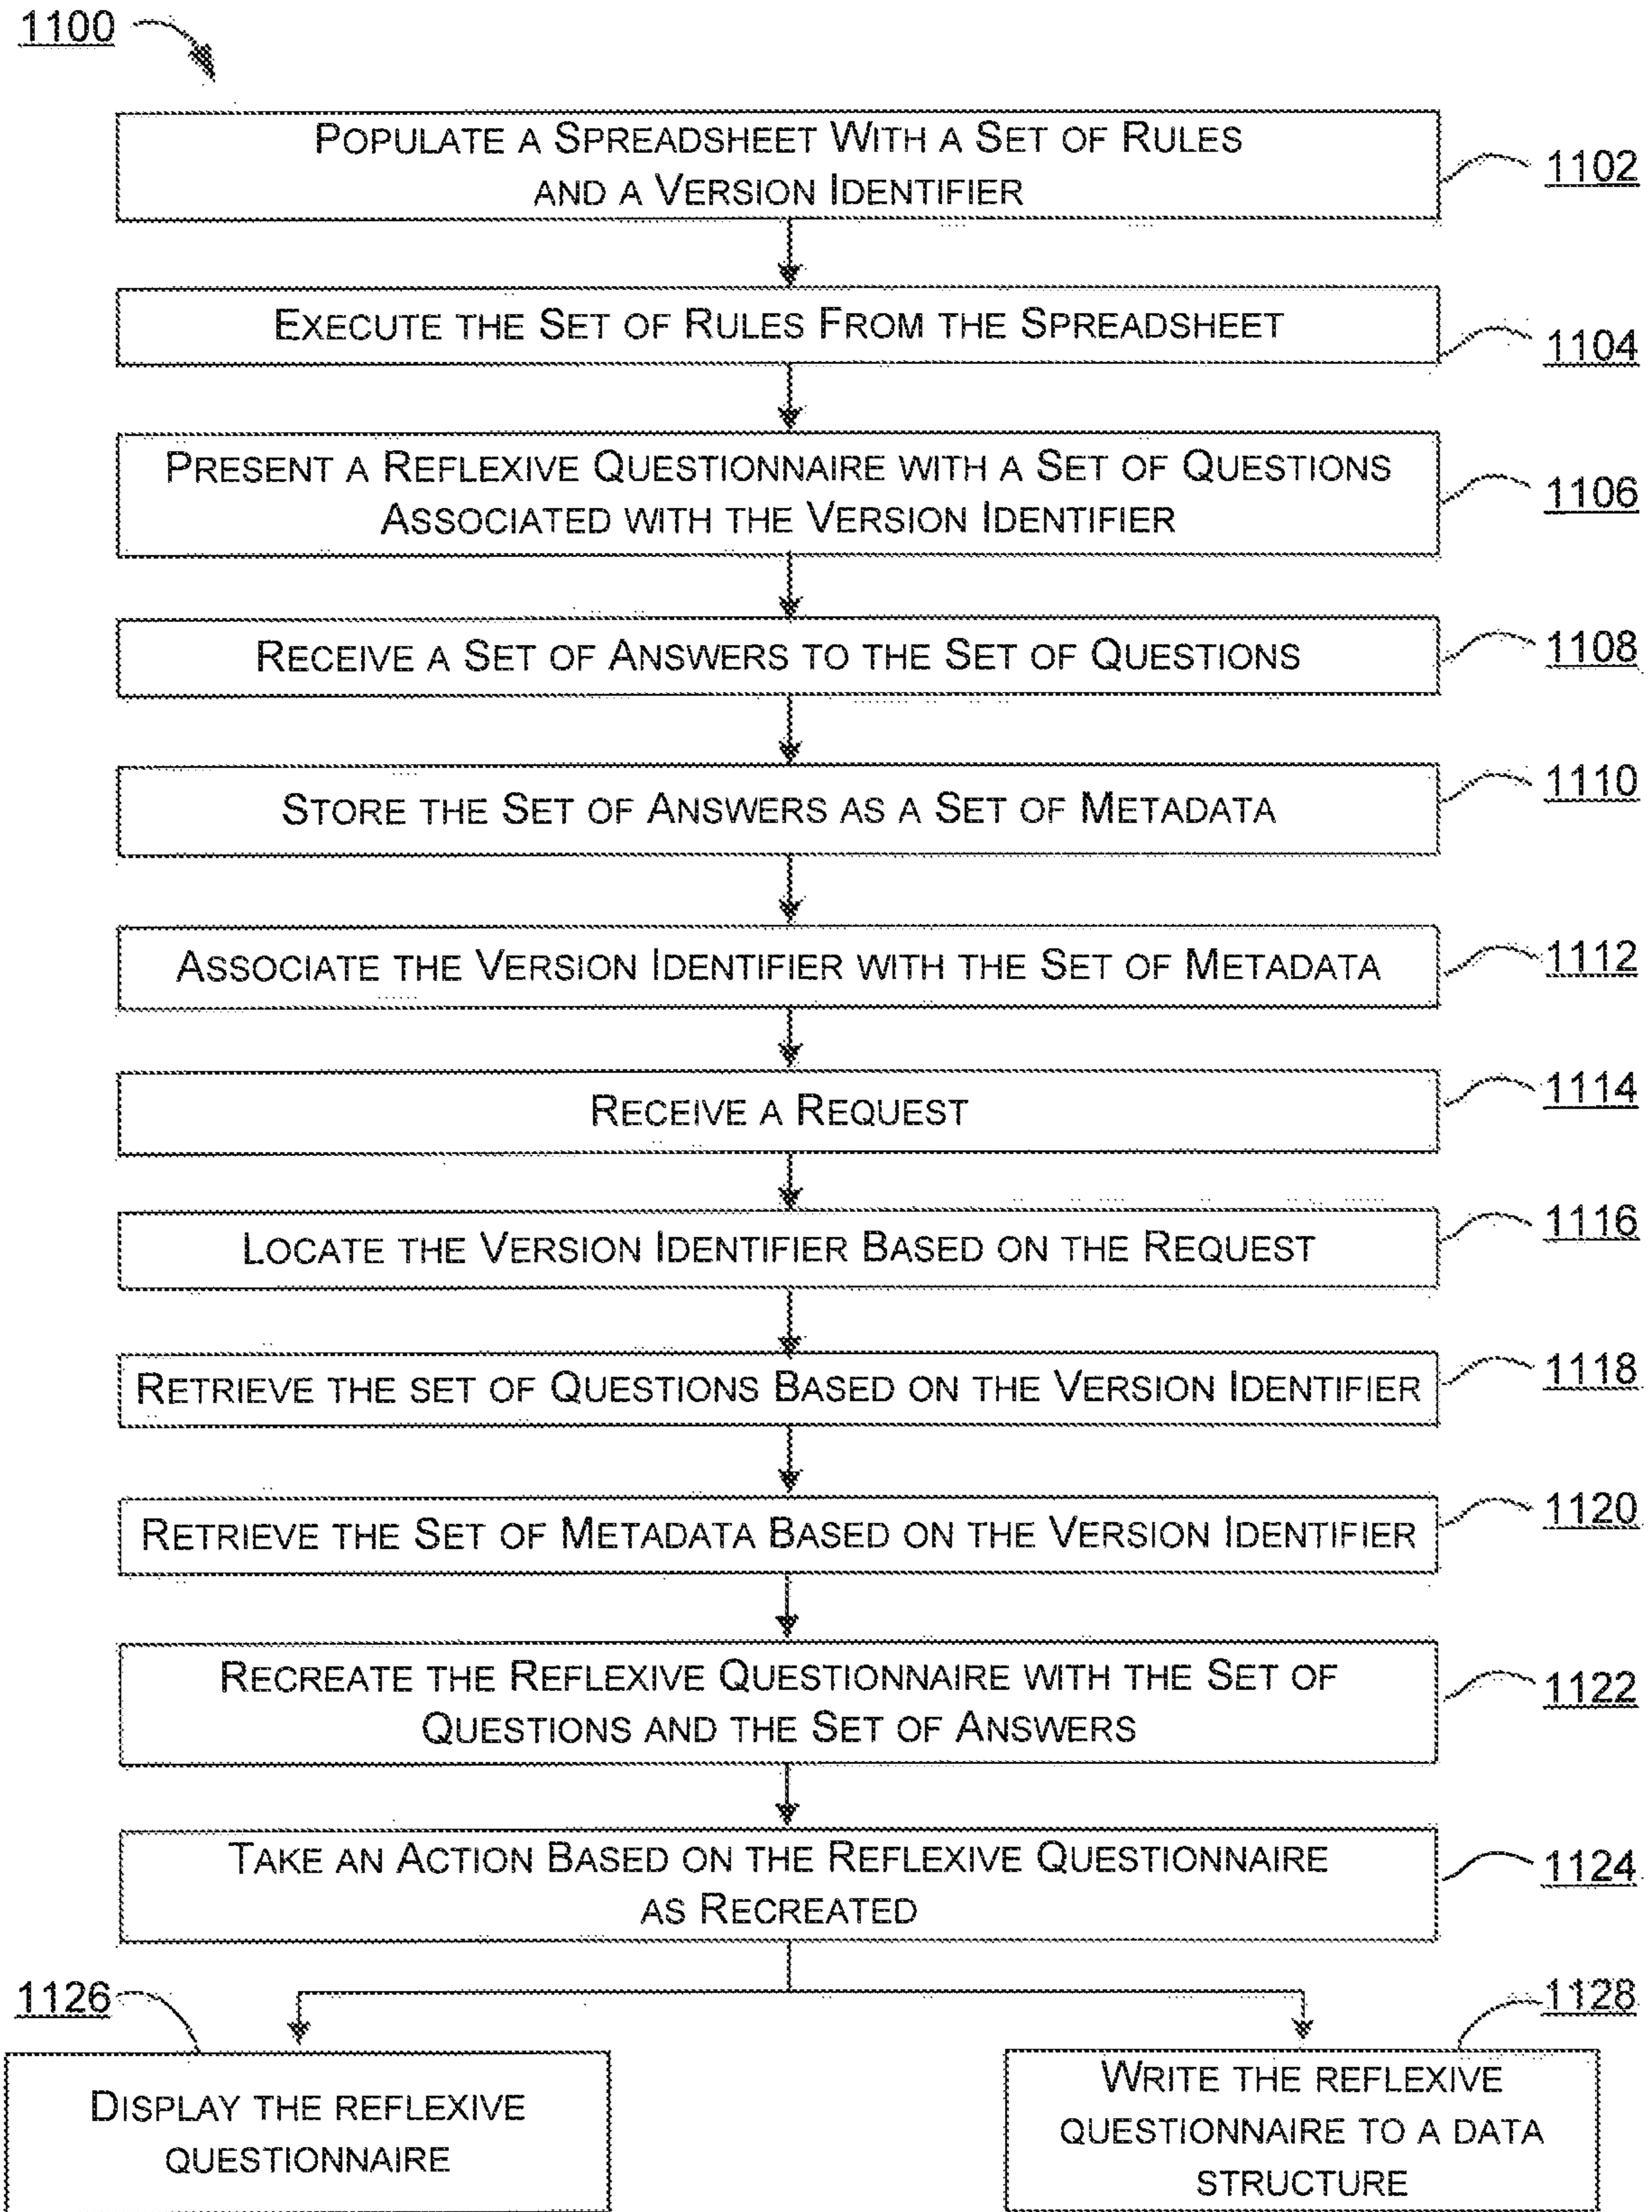 1100
POPULATE A SPREADSHEET WITH A SET OF RULES
AND A VERSION IDENTIFIER
1102
EXECUTE THE SET OF RULES FROM THE SPREADSHEET
1104
PRESENT A REFLEXIVE QUESTIONNAIRE WITH A SET OF QUESTIONS
ASSOCIATED WITH THE VERSION IDENTIFIER
1106
RECEIVE A SET OF ANSWERS TO THE SET OF QUESTIONS
1108
STORE THE SET OF ANSWERS AS A SET OF METADATA
1110
ASSOCIATE THE VERSION IDENTIFIER WITH THE SET OF METADATA
1112
RECEIVE A REQUEST
1114
LOCATE THE VERSION IDENTIFIER BASED ON THE REQUEST
1116
RETRIEVE THE SET OF QUESTIONS BASED ON THE VERSION IDENTIFIER
1118
RETRIEVE THE SET OF METADATA BASED ON THE VERSION IDENTIFIER
1120
RECREATE THE REFLEXIVE QUESTIONNAIRE WITH THE SET OF
QUESTIONS AND THE SET OF ANSWERS
1122
TAKE AN ACTION BASED ON THE REFLEXIVE QUESTIONNAIRE
AS RECREATED
1124
1126
DISPLAY THE REFLEXIVE
QUESTIONNAIRE
1128
WRITE THE REFLEXIVE
QUESTIONNAIRE TO A DATA
STRUCTURE